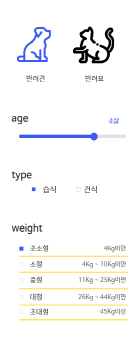 반려견 반려묘
age
4살
type
습식 건식
weight
초소형 4Kg미만
소형 4Kg ~ 10Kg미만
중형 11Kg ~ 25Kg미만
대형 26Kg ~ 44Kg미만
초대형 45Kg이상